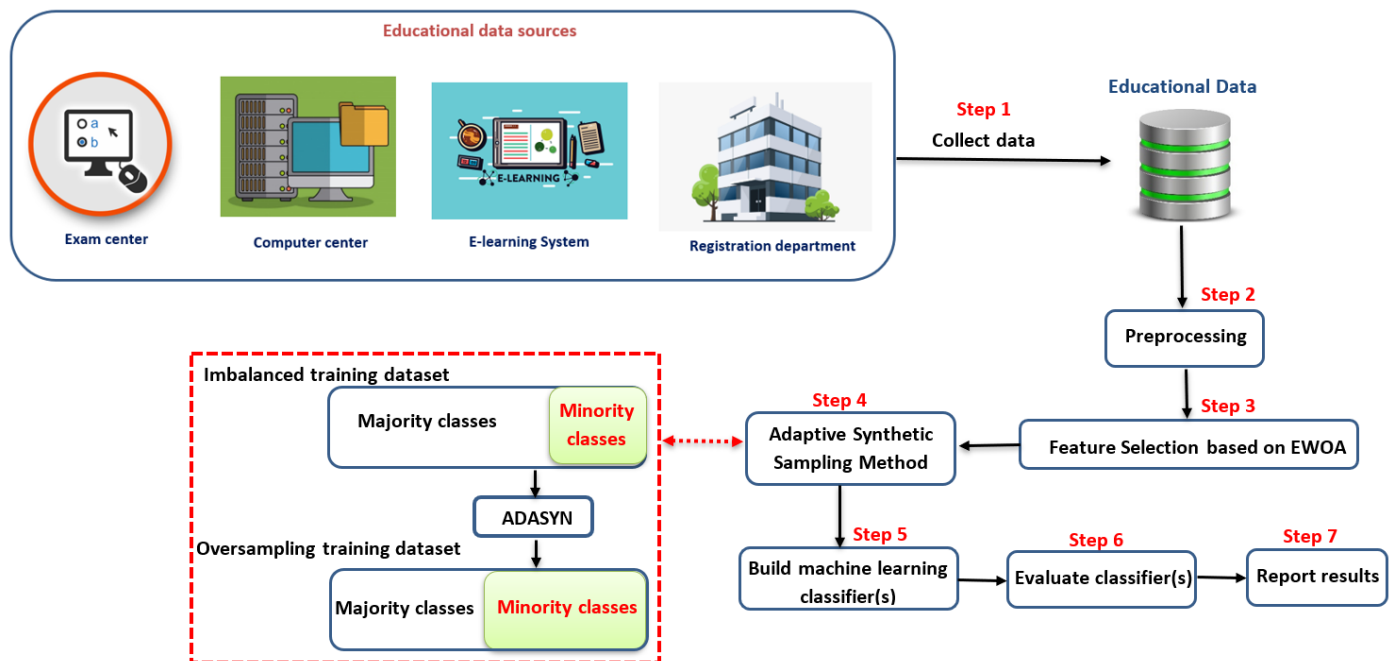 Educational data sources
a
b
E-LEARNING
Exam center
Computer center
E-learning System
Registration department
Step 1
Collect data
Educational Data
Step 2
Preprocessing
Step 3
Feature Selection based on EWOA
Step 4
Adaptive Synthetic
Sampling Method
Imbalanced training dataset
Majority classes
Minority
classes
ADASYN
Oversampling training dataset
Majority classes
Minority classes
Step 5
Build machine learning
classifier(s)
Step 6
Evaluate classifier(s)
Step 7
Report results